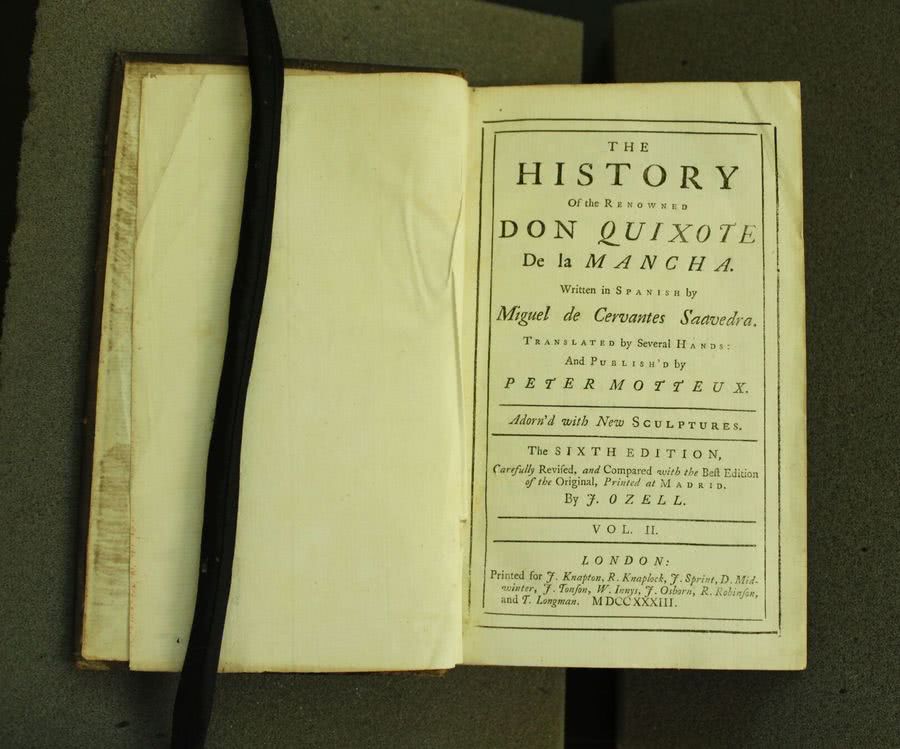 THE
HISTORY
Of the RENOWNED
DON QUIXOTE
De la MANCHA.
Written in SPANISH by
Miguel de Cervantes Saavedra.
TRANSLATED by Several HANDS:
And PUBLISH'D by
PETER MOTTEUX.
Adorn'd with New SCULPTURES.
The SIXTH EDITION,
Carefully Reviſed, and Compared with the Beſt Edition
of the Original, Printed at MADRID.
By J. OZELL.
VOL. II.
LONDON:
Printed for J. Knapton, R. Knaplock, J. Sprint, D. Mid-
winter, J. Tonſon, W. Innys, J. Osborn, R. Robinſon,
and T. Longman. MDCCXXXIII.